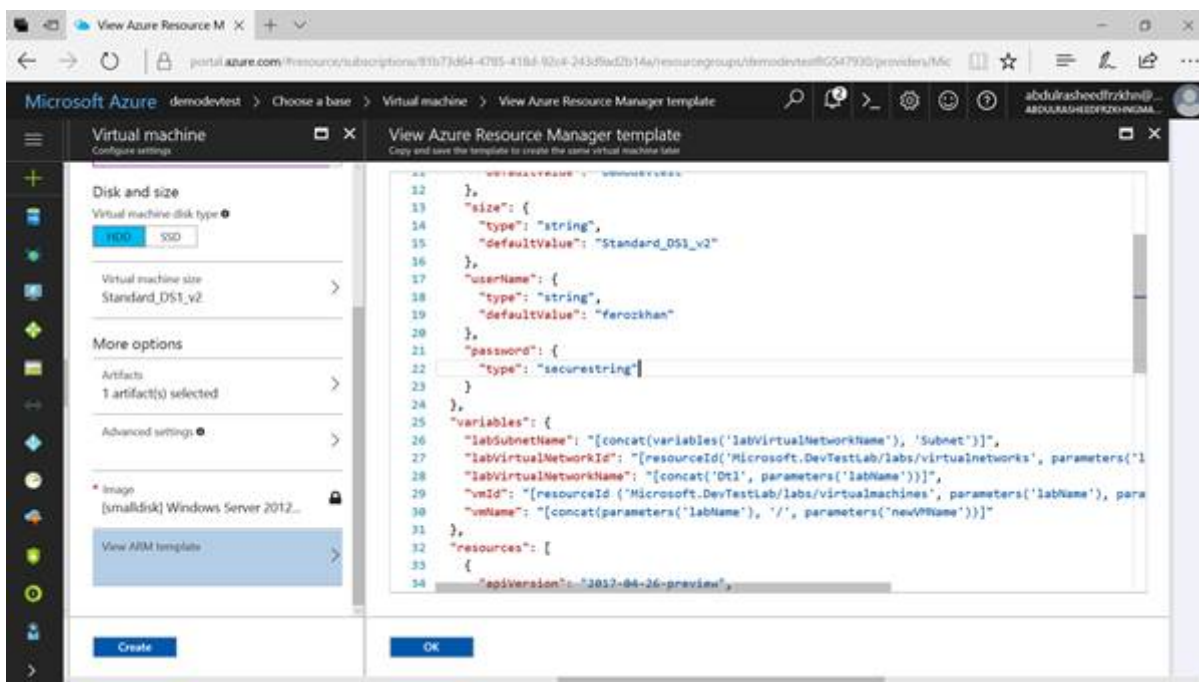 View Azure Resource M
portal.azure.com
Microsoft Azure demodevtest > Choose a base > Virtual machine > View Azure Resource Manager template
abdulrasheedfrzkhn@...
Virtual machine
Configure settings
Disk and size
Virtual machine disk type
HDD SSD
Virtual machine size
Standard_DS1_v2
More options
Artifacts
1 artifact(s) selected
Advanced settings
* Image
[smalldisk] Windows Server 2012...
View ARM template
Create
View Azure Resource Manager template
Copy and save the template to create the same virtual machine later
12 },
13 "size": {
14 "type": "string",
15 "defaultValue": "Standard_DS1_v2"
16 },
17 "userName": {
18 "type": "string",
19 "defaultValue": "ferozkhan"
20 },
21 "password": {
22 "type": "securestring"
23 }
24 },
25 "variables": {
26 "labSubnetName": "[concat(variables('labVirtualNetworkName'), 'Subnet')]",
27 "labVirtualNetworkId": "[resourceId('Microsoft.DevTestLab/labs/virtualnetworks', parameters('l
28 "labVirtualNetworkName": "[concat('Dtl', parameters('labName'))]",
29 "vmId": "[resourceId ('Microsoft.DevTestLab/labs/virtualmachines', parameters('labName'), para
30 "vmName": "[concat(parameters('labName'), '/', parameters('newVMName'))]"
31 },
32 "resources": [
33 {
34 "apiVersion": "2017-04-26-preview",
OK